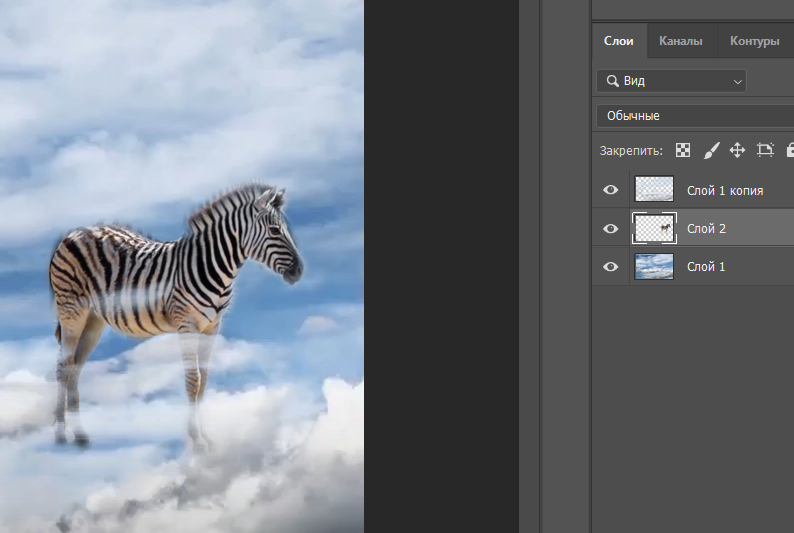 Слои Каналы Контуры
Вид
Обычные
Закрепить:
Слой 1 копия
Слой 2
Слой 1